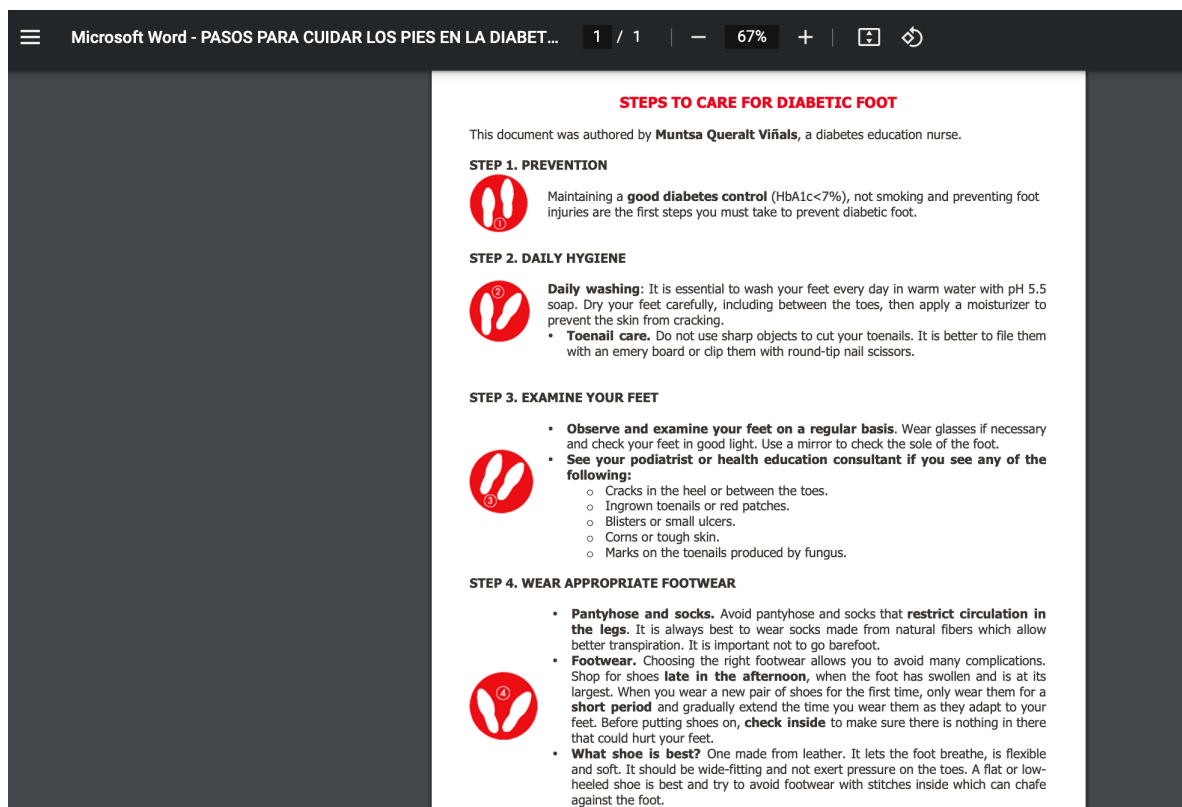 Microsoft Word - PASOS PARA CUIDAR LOS PIES EN LA DIABET... 1 / 1 67%
STEPS TO CARE FOR DIABETIC FOOT
This document was authored by Muntsa Queralt Viñals, a diabetes education nurse.
STEP 1. PREVENTION
Maintaining a good diabetes control (HbA1c<7%), not smoking and preventing foot
injuries are the first steps you must take to prevent diabetic foot.
1
STEP 2. DAILY HYGIENE
2
Daily washing: It is essential to wash your feet every day in warm water with pH 5.5
soap. Dry your feet carefully, including between the toes, then apply a moisturizer to
prevent the skin from cracking.
• Toenail care. Do not use sharp objects to cut your toenails. It is better to file them
with an emery board or clip them with round-tip nail scissors.
STEP 3. EXAMINE YOUR FEET
• Observe and examine your feet on a regular basis. Wear glasses if necessary
and check your feet in good light. Use a mirror to check the sole of the foot.
• See your podiatrist or health education consultant if you see any of the
following:
o Cracks in the heel or between the toes.
o Ingrown toenails or red patches.
o Blisters or small ulcers.
o Corns or tough skin.
o Marks on the toenails produced by fungus.
3
STEP 4. WEAR APPROPRIATE FOOTWEAR
• Pantyhose and socks. Avoid pantyhose and socks that restrict circulation in
the legs. It is always best to wear socks made from natural fibers which allow
better transpiration. It is important not to go barefoot.
• Footwear. Choosing the right footwear allows you to avoid many complications.
Shop for shoes late in the afternoon, when the foot has swollen and is at its
largest. When you wear a new pair of shoes for the first time, only wear them for a
short period and gradually extend the time you wear them as they adapt to your
feet. Before putting shoes on, check inside to make sure there is nothing in there
that could hurt your feet.
4
• What shoe is best? One made from leather. It lets the foot breathe, is flexible
and soft. It should be wide-fitting and not exert pressure on the toes. A flat or low-
heeled shoe is best and try to avoid footwear with stitches inside which can chafe
against the foot.